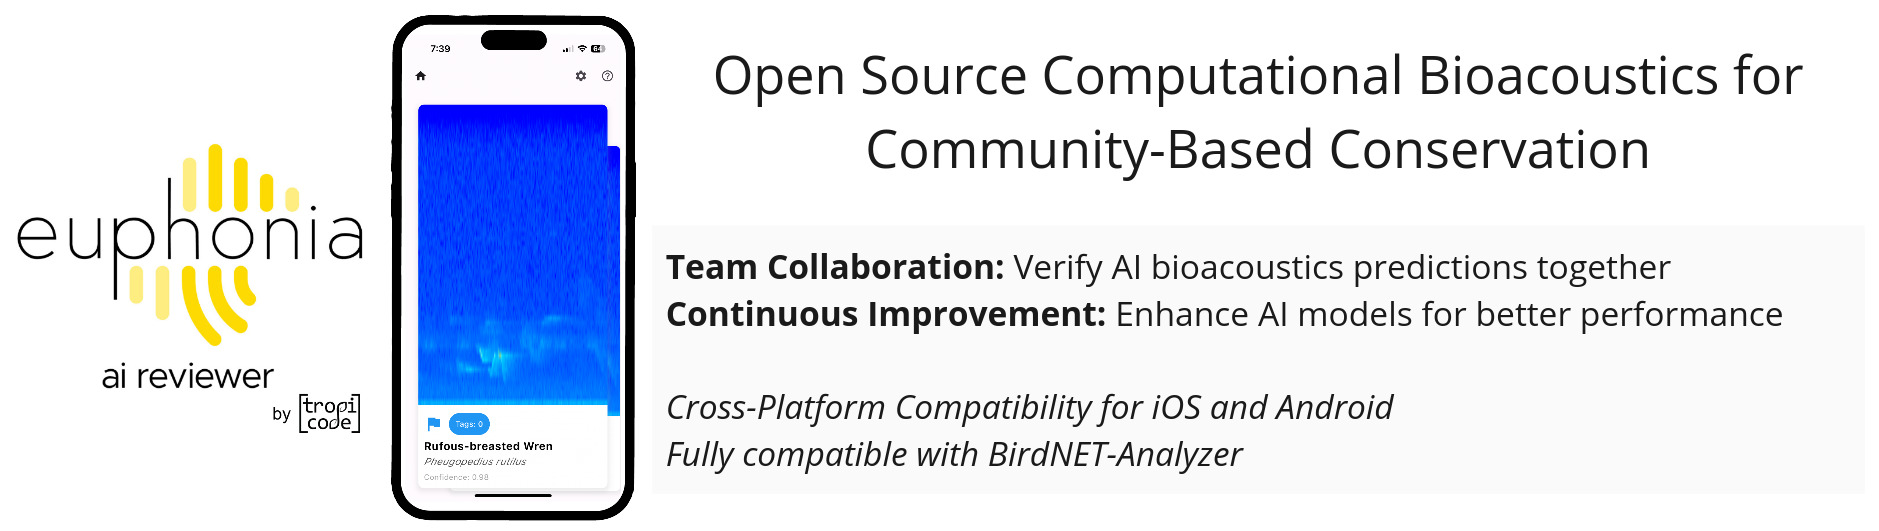 euphonia
ai reviewer
by [tropi
code]
7:39
64
Tags: 0
Rufous-breasted Wren
Pheugopedius rutilus
Confidence: 0.98
Open Source Computational Bioacoustics for
Community-Based Conservation
Team Collaboration: Verify AI bioacoustics predictions together
Continuous Improvement: Enhance AI models for better performance
Cross-Platform Compatibility for iOS and Android
Fully compatible with BirdNET-Analyzer